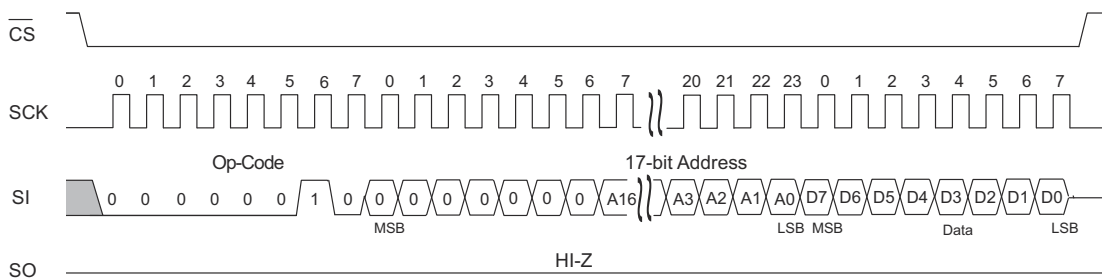 CS
0 1 2 3 4 5 6 7 0 1 2 3 4 5 6 7 20 21 22 23 0 1 2 3 4 5 6 7
SCK
Op-Code 17-bit Address
SI 0 0 0 0 0 0 1 0 0 0 0 0 0 0 0 A16 A3 A2 A1 A0 D7 D6 D5 D4 D3 D2 D1 D0
MSB LSB MSB Data LSB
HI-Z
SO